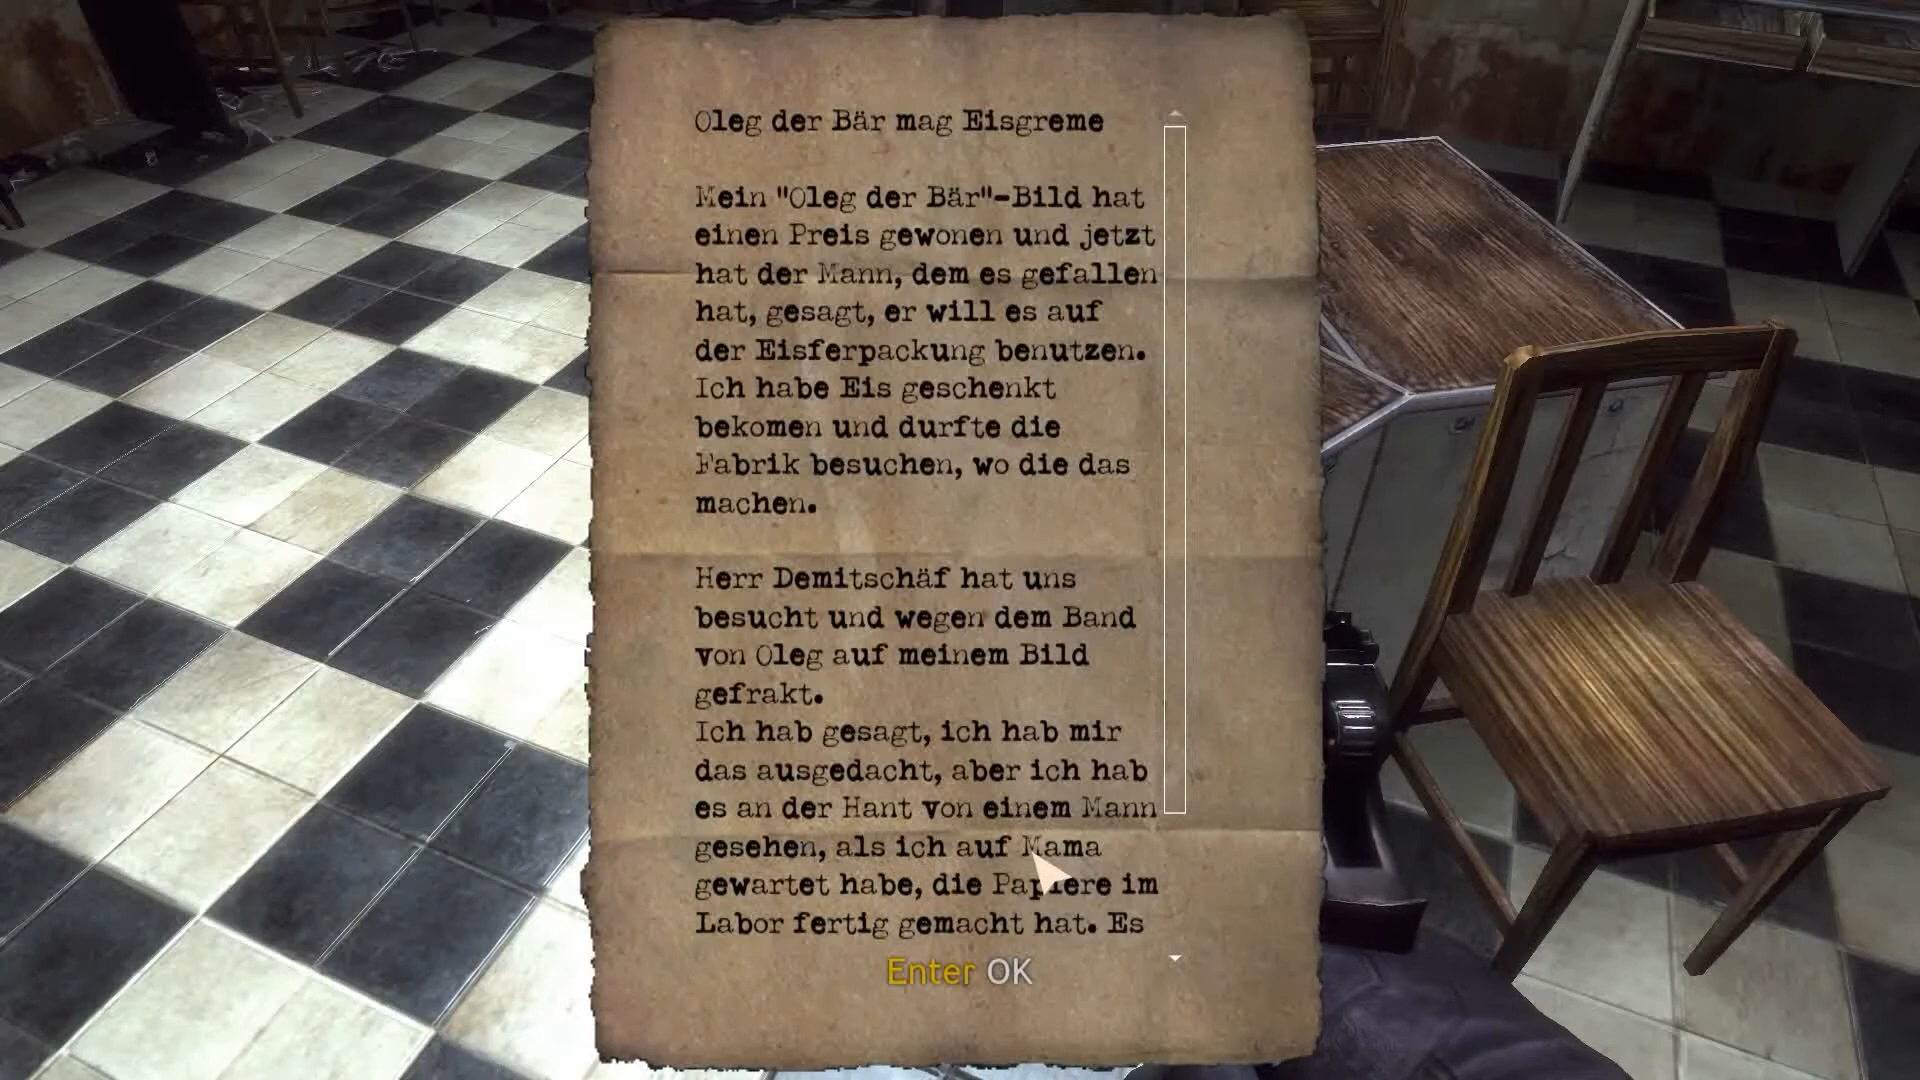 Oleg der Bär mag Eisgreme
Mein "Oleg der Bär"-Bild hat
einen Preis gewonen und jetzt
hat der Mann, dem es gefallen
hat, gesagt, er will es auf
der Eisferpackung benutzen.
Ich habe Eis geschenkt
bekomen und durfte die
Fabrik besuchen, wo die das
machen.
Herr Demitschäf hat uns
besucht und wegen dem Band
von Oleg auf meinem Bild
gefrakt.
Ich hab gesagt, ich hab mir
das ausgedacht, aber ich hab
es an der Hant von einem Mann
gesehen, als ich auf Mama
gewartet habe, die Papiere im
Labor fertig gemacht hat. Es
Enter OK